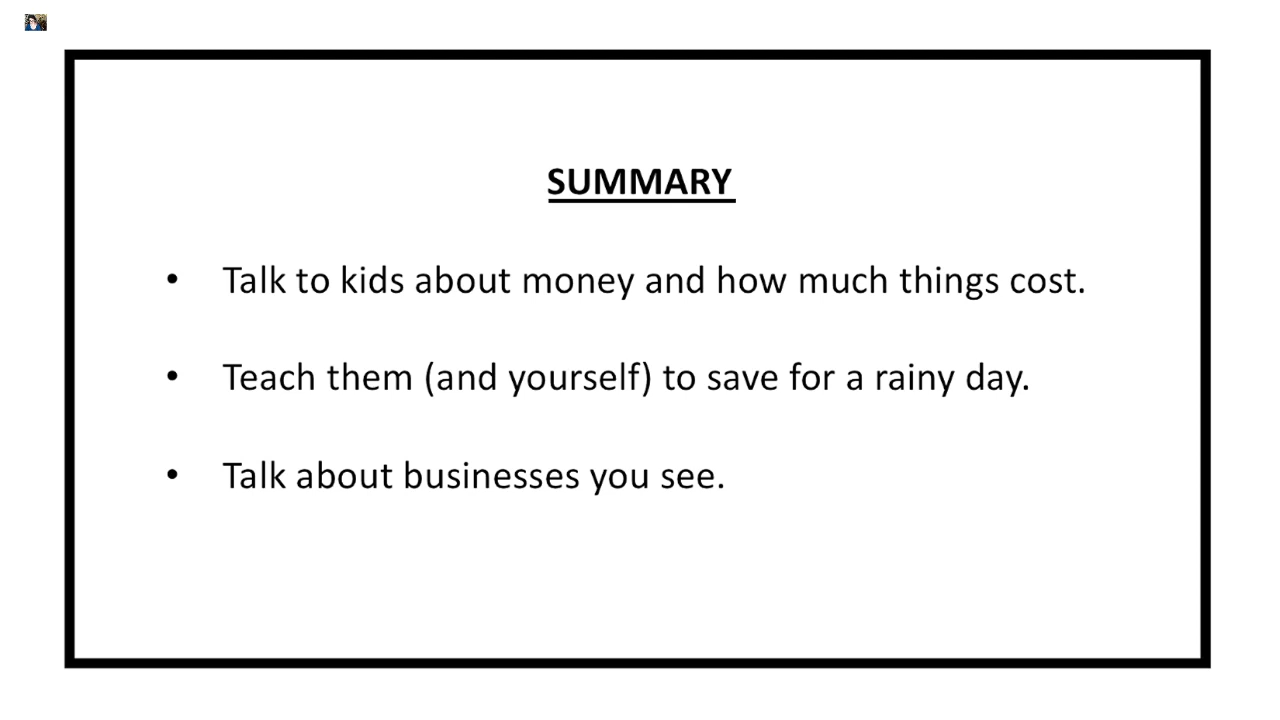 SUMMARY
• Talk to kids about money and how much things cost.
• Teach them (and yourself) to save for a rainy day.
• Talk about businesses you see.